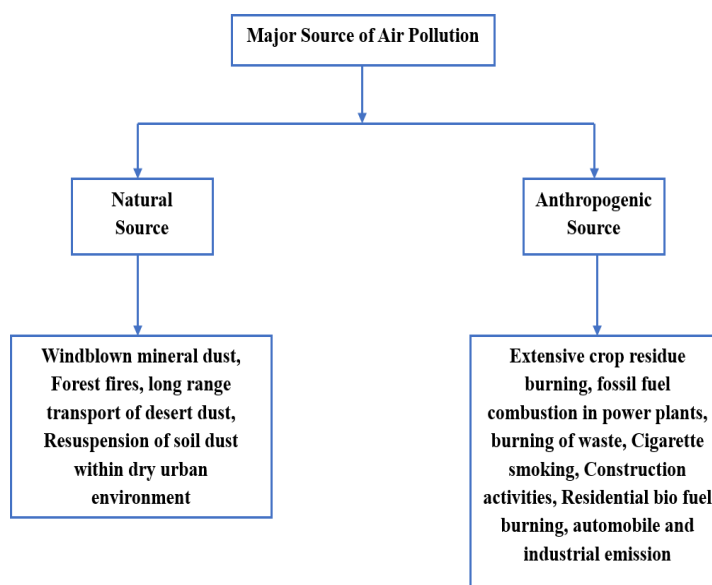 Major Source of Air Pollution
Natural
Source
Anthropogenic
Source
Windblown mineral dust,
Forest fires, long range
transport of desert dust,
Resuspension of soil dust
within dry urban
environment
Extensive crop residue
burning, fossil fuel
combustion in power plants,
burning of waste, Cigarette
smoking, Construction
activities, Residential bio fuel
burning, automobile and
industrial emission